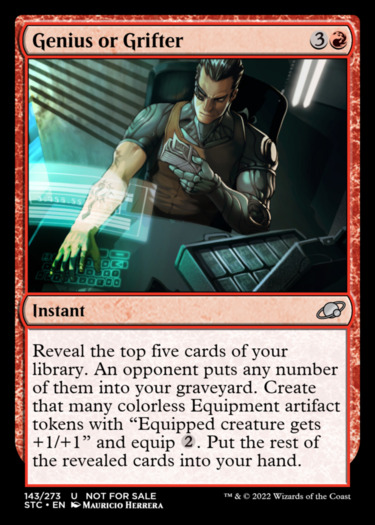 Genius or Grifter 3
Instant
Reveal the top five cards of your
library. An opponent puts any number
of them into your graveyard. Create
that many colorless Equipment artifact
tokens with “Equipped creature gets
+1/+1” and equip 2. Put the rest of
the revealed cards into your hand.
143/273 U NOT FOR SALE
STC • EN Mauricio Herrera
™ & © 2022 Wizards of the Coast